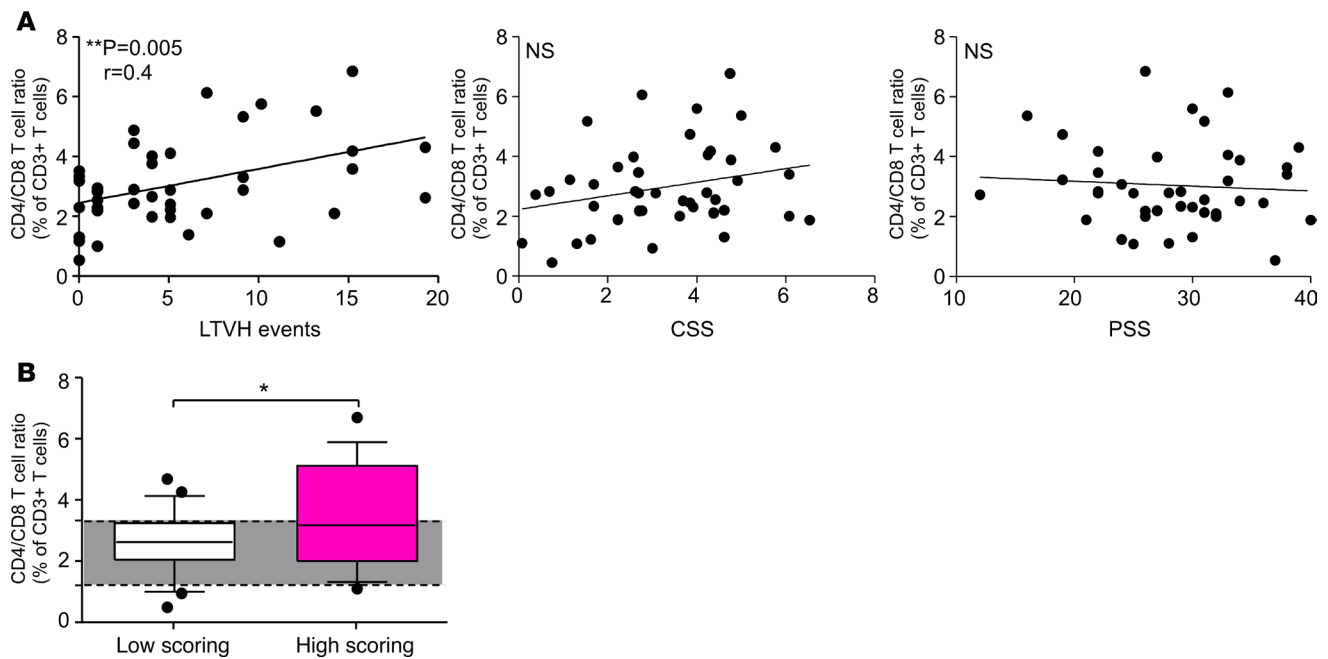 A
CD4/CD8 T cell ratio
(% of CD3+ T cells)
8
6
4
2
0
**P=0.005
r=0.4
0
5
10
15
20
LTVH events
CD4/CD8 T cell ratio
(% of CD3+ T cells)
8
6
4
2
0
NS
0
2
4
6
8
CSS
CD4/CD8 T cell ratio
(% of CD3+ T cells)
8
6
4
2
0
NS
10
20
30
40
PSS
B
CD4/CD8 T cell ratio
(% of CD3+ T cells)
8
6
4
2
0
*
Low scoring
High scoring